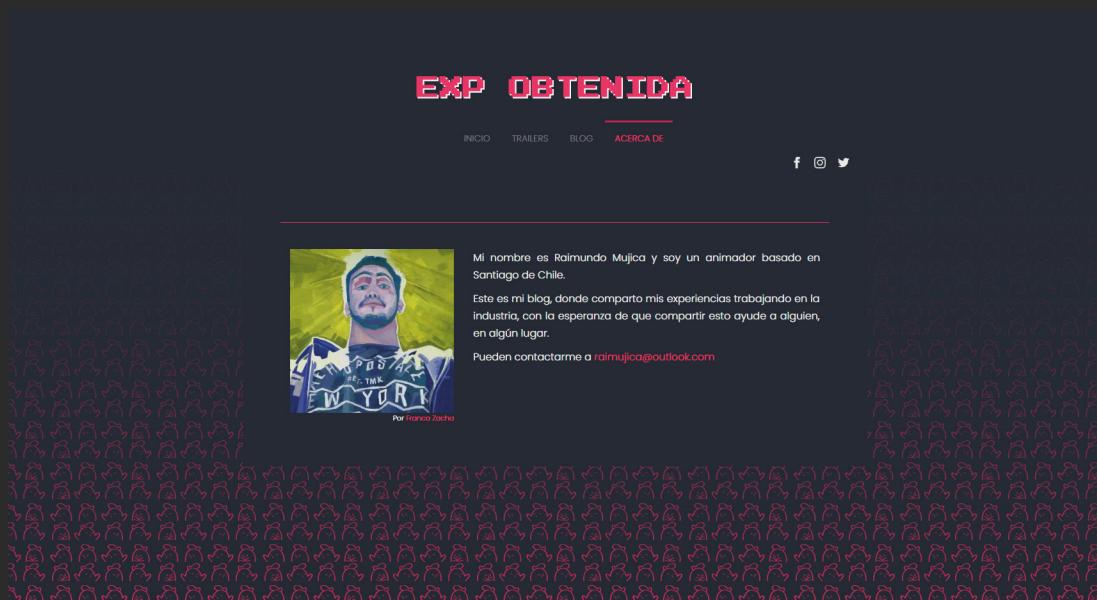 EXP OBTENIDA
INICIO TRAILERS BLOG ACERCA DE
Mi nombre es Raimundo Mujica y soy un animador basado en
Santiago de Chile.
Este es mi blog, donde comparto mis experiencias trabajando en la
industria, con la esperanza de que compartir esto ayude a alguien,
en algún lugar.
Pueden contactarme a raimujica@outlook.com
NEW YORK
Por Franco Zacha